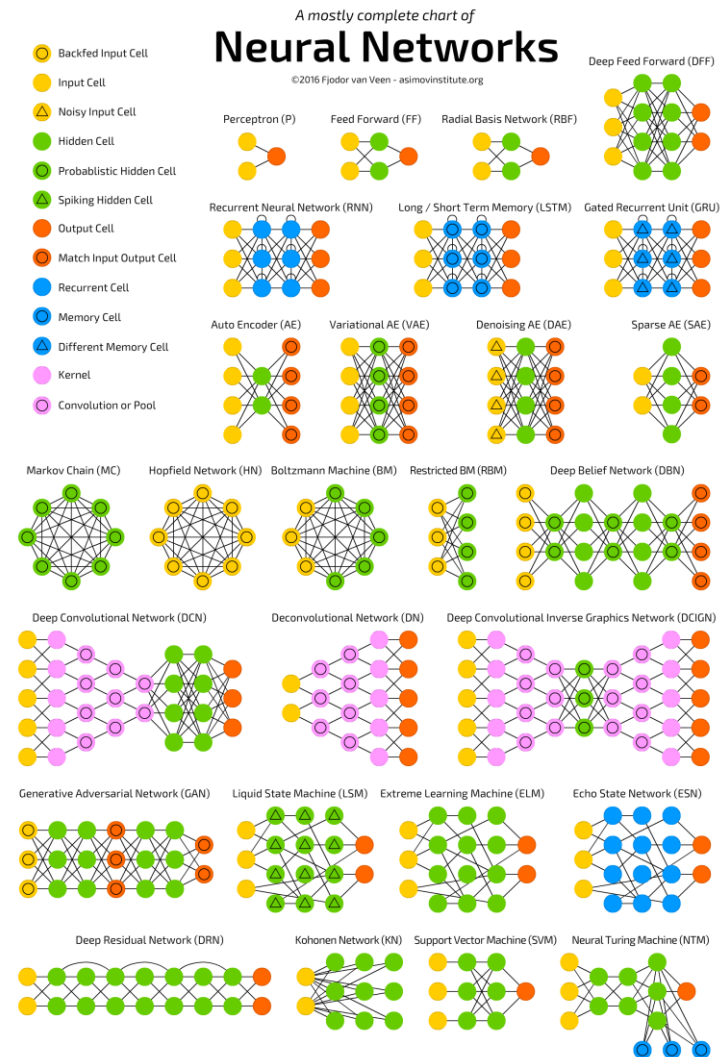 A mostly complete chart of
Neural Networks
©2016 Fjodor van Veen - asimovinstitute.org
Backfed Input Cell
Input Cell
Noisy Input Cell
Hidden Cell
Probablistic Hidden Cell
Spiking Hidden Cell
Output Cell
Match Input Output Cell
Recurrent Cell
Memory Cell
Different Memory Cell
Kernel
Convolution or Pool
Deep Feed Forward (DFF)
Perceptron (P)
Feed Forward (FF)
Radial Basis Network (RBF)
Recurrent Neural Network (RNN)
Long / Short Term Memory (LSTM)
Gated Recurrent Unit (GRU)
Auto Encoder (AE)
Variational AE (VAE)
Denoising AE (DAE)
Sparse AE (SAE)
Markov Chain (MC)
Hopfield Network (HN)
Boltzmann Machine (BM)
Restricted BM (RBM)
Deep Belief Network (DBN)
Deep Convolutional Network (DCN)
Deconvolutional Network (DN)
Deep Convolutional Inverse Graphics Network (DCIGN)
Generative Adversarial Network (GAN)
Liquid State Machine (LSM)
Extreme Learning Machine (ELM)
Echo State Network (ESN)
Deep Residual Network (DRN)
Kohonen Network (KN)
Support Vector Machine (SVM)
Neural Turing Machine (NTM)